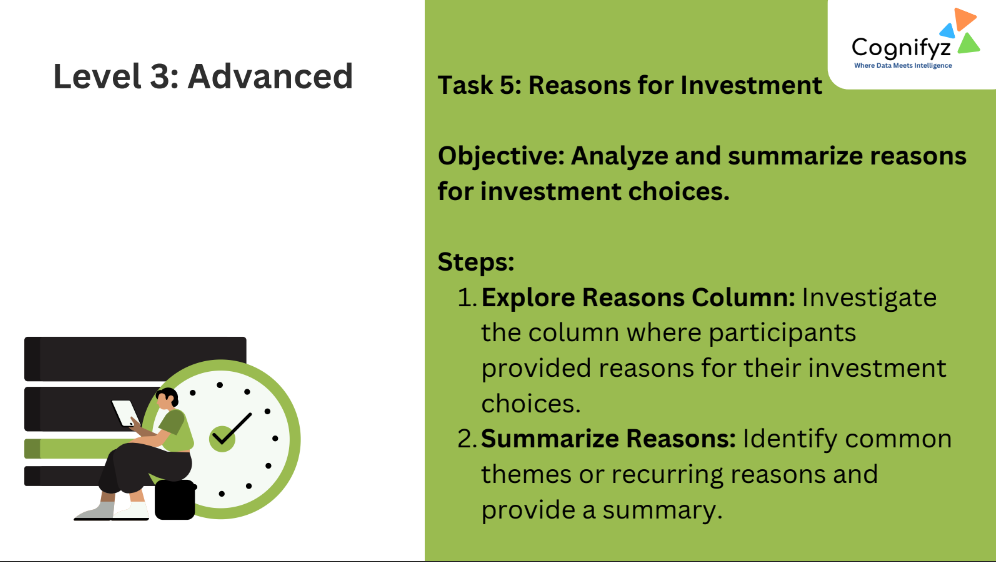 Level 3: Advanced
Cognifyz
Where Data Meets Intelligence
Task 5: Reasons for Investment
Objective: Analyze and summarize reasons
for investment choices.
Steps:
1. Explore Reasons Column: Investigate
the column where participants
provided reasons for their investment
choices.
2. Summarize Reasons: Identify common
themes or recurring reasons and
provide a summary.